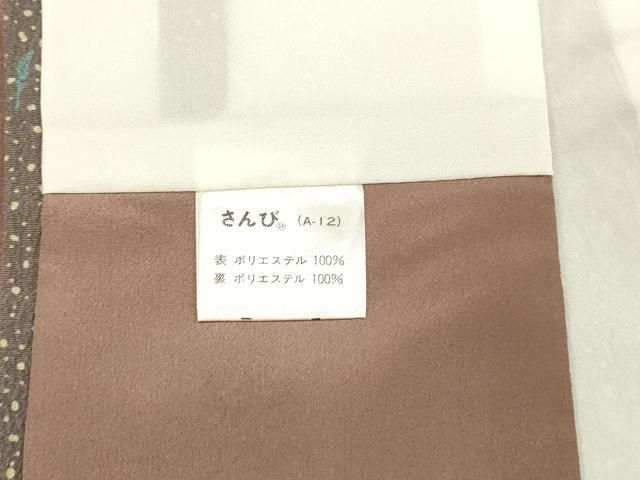 さんび® (A-12)
表 ポリエステル 100%
裏 ポリエステル 100%